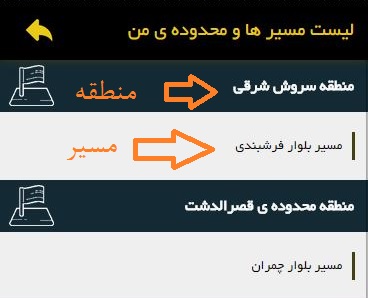 لیست مسیر ها و محدوده ی من
منطقه سروش شرقی
منطقه
مسیر بلوار فرشبندی
مسیر
منطقه محدوده ی قصرالدشت
مسیر بلوار چمران